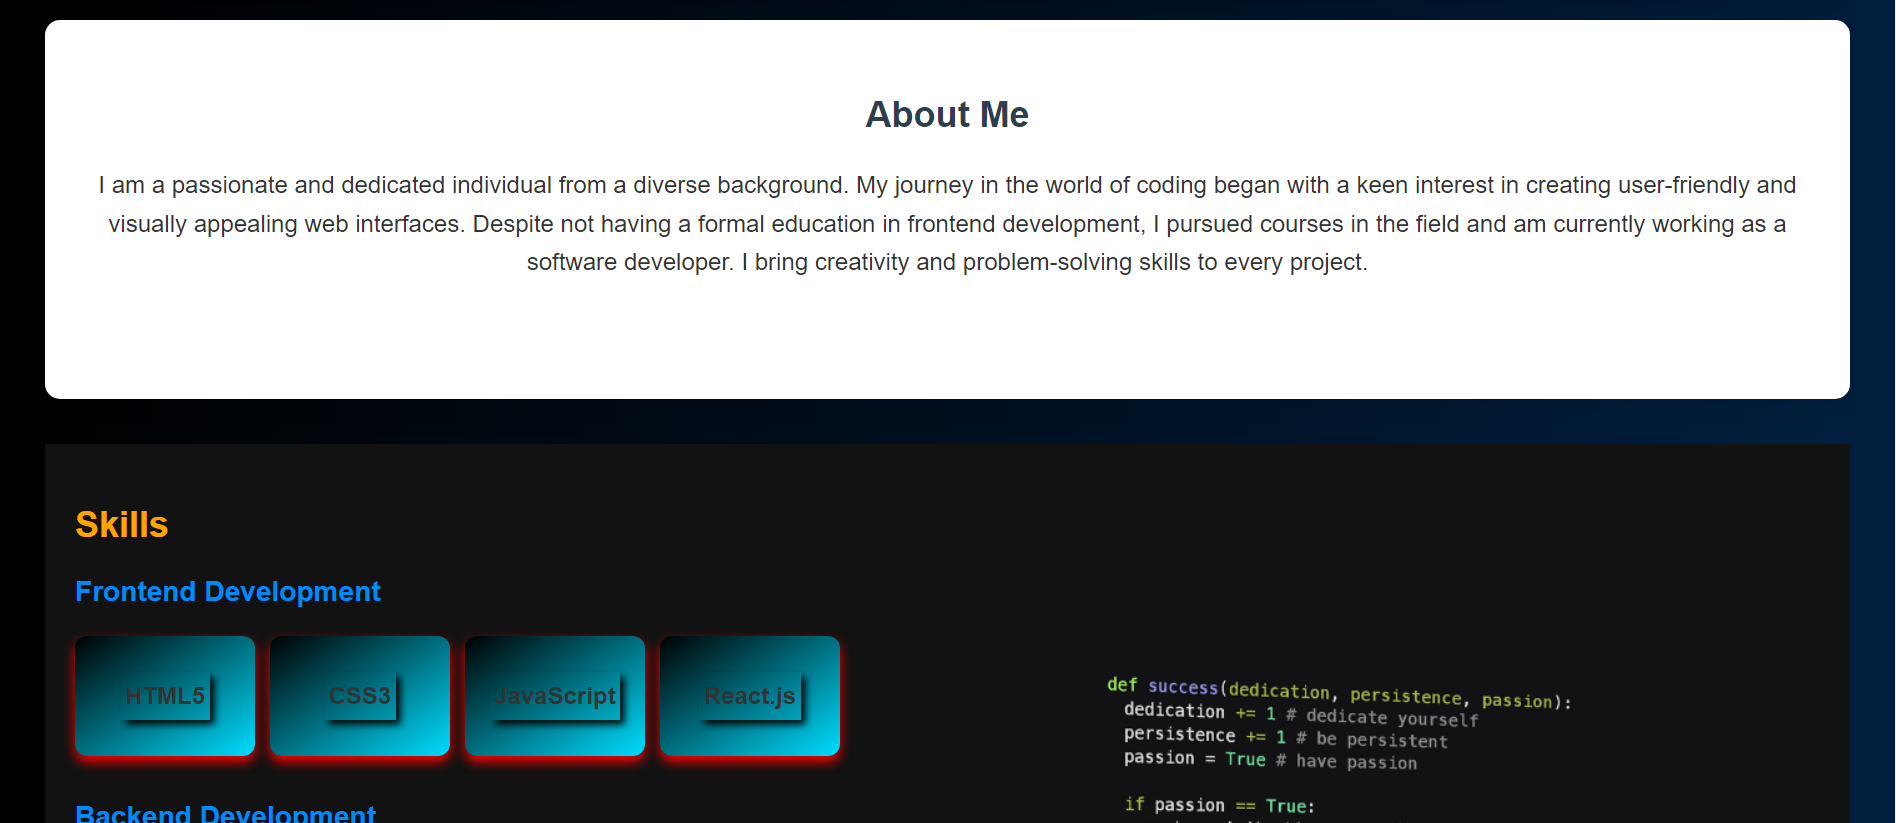 About Me
I am a passionate and dedicated individual from a diverse background. My journey in the world of coding began with a keen interest in creating user-friendly and
visually appealing web interfaces. Despite not having a formal education in frontend development, I pursued courses in the field and am currently working as a
software developer. I bring creativity and problem-solving skills to every project.
Skills
Frontend Development
HTML5
CSS3
JavaScript
React.js
Backend Development
def success(dedication, persistence, passion):
dedication += 1 # dedicate yourself
persistence += 1 # be persistent
passion = True # have passion
if passion == True: